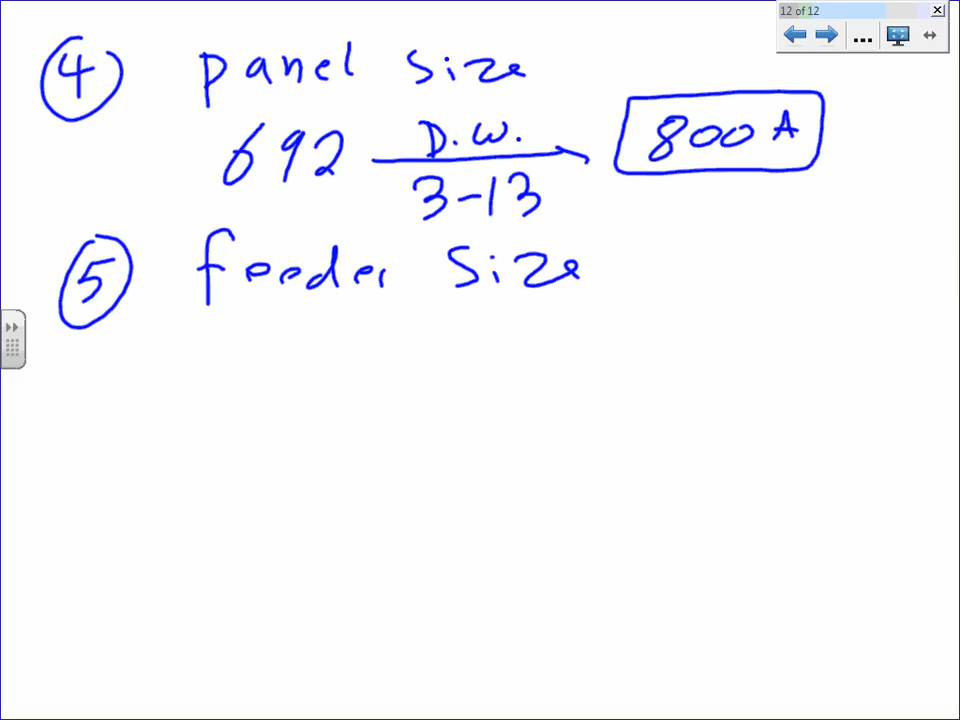 12 of 12
④ panel size
692 D.W. 3-13 → 800 A
⑤ feeder size